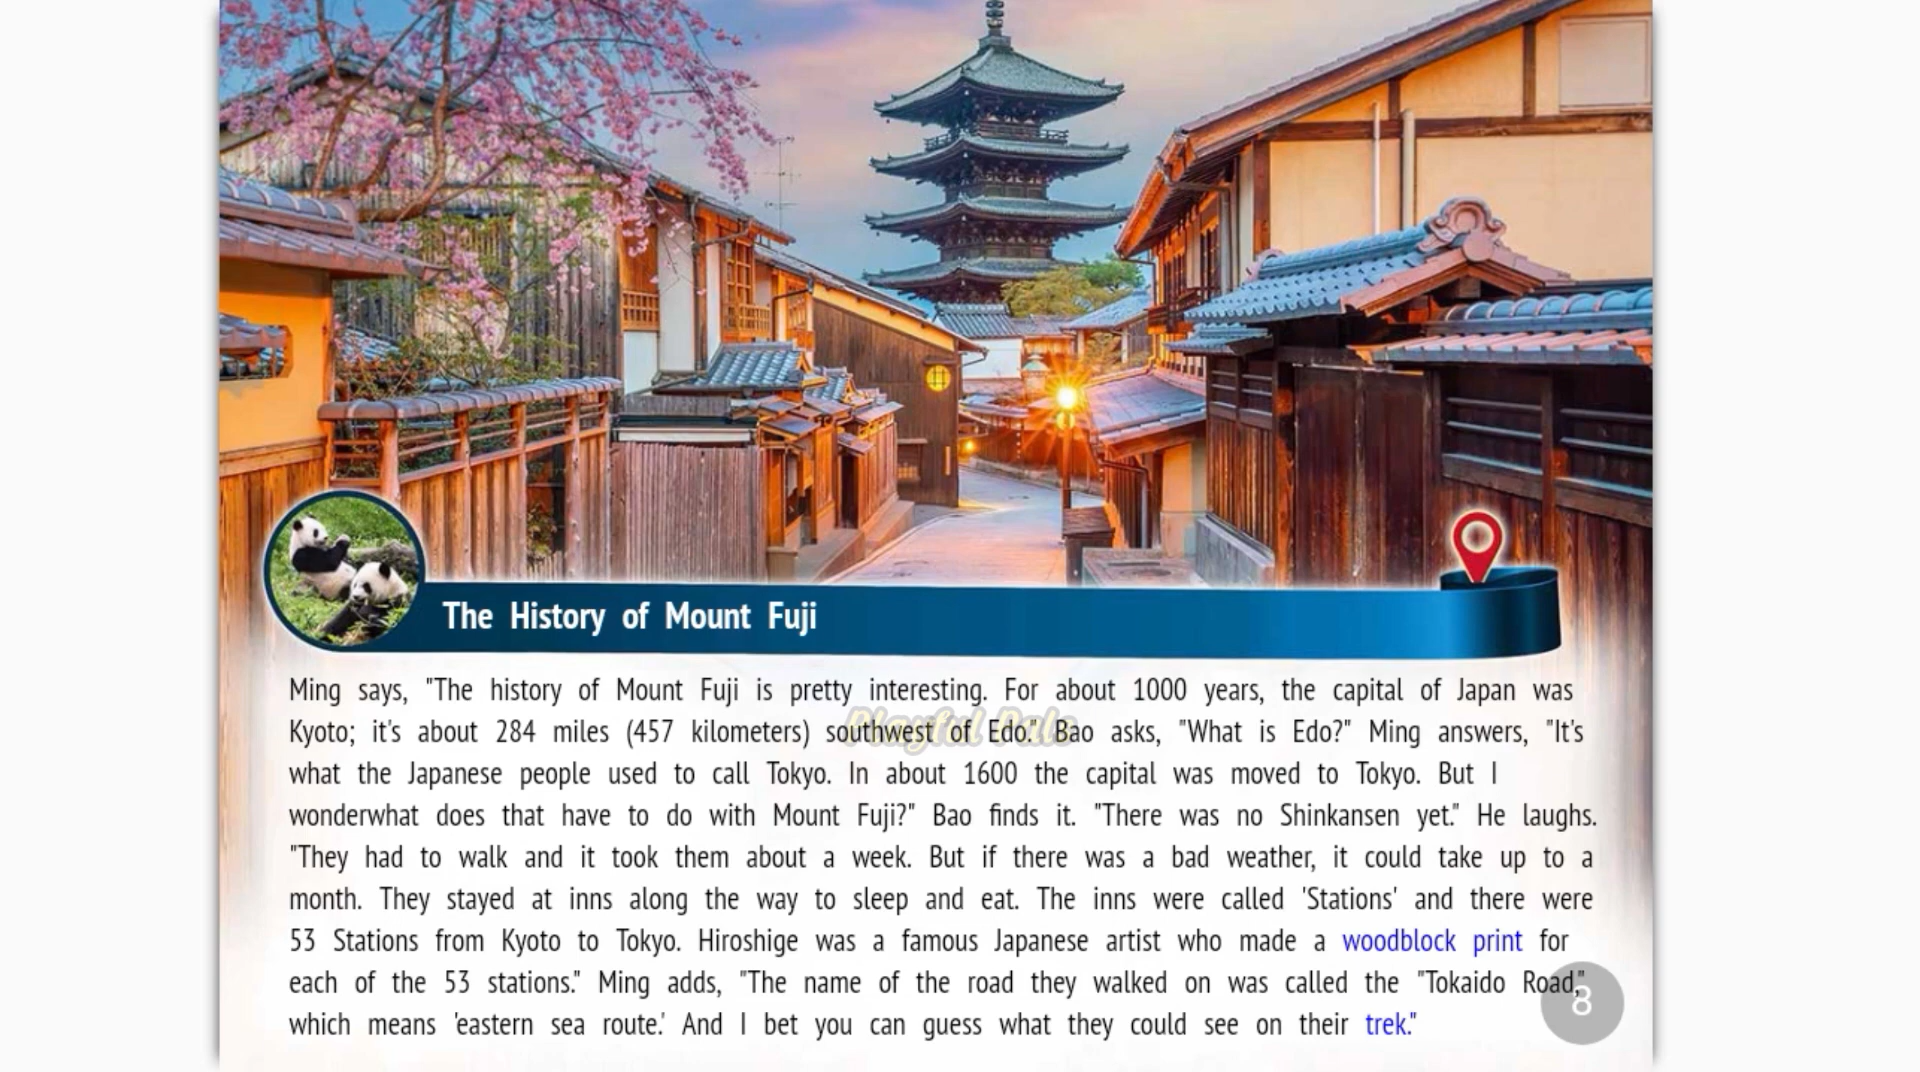 The History of Mount Fuji
Ming says, "The history of Mount Fuji is pretty interesting. For about 1000 years, the capital of Japan was
Kyoto; it's about 284 miles (457 kilometers) southwest of Edo." Bao asks, "What is Edo?" Ming answers, "It's
what the Japanese people used to call Tokyo. In about 1600 the capital was moved to Tokyo. But I
wonderwhat does that have to do with Mount Fuji?" Bao finds it. "There was no Shinkansen yet." He laughs.
"They had to walk and it took them about a week. But if there was a bad weather, it could take up to a
month. They stayed at inns along the way to sleep and eat. The inns were called 'Stations' and there were
53 Stations from Kyoto to Tokyo. Hiroshige was a famous Japanese artist who made a woodblock print for
each of the 53 stations." Ming adds, "The name of the road they walked on was called the "Tokaido Road,"
which means 'eastern sea route.' And I bet you can guess what they could see on their trek."
Playful Pals
8